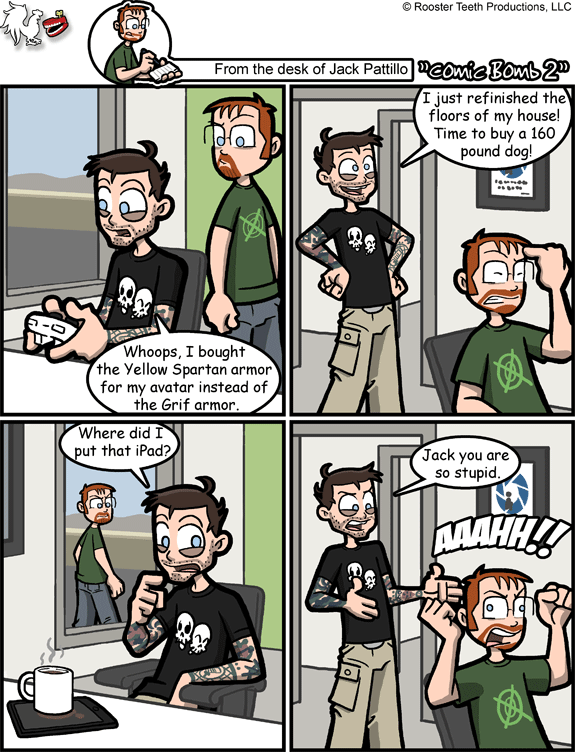 © Rooster Teeth Productions, LLC
From the desk of Jack Pattillo
"Comic Bomb 2"
Whoops, I bought
the Yellow Spartan armor
for my avatar instead of
the Grif armor.
I just refinished the
floors of my house!
Time to buy a 160
pound dog!
Where did I
put that iPad?
Jack you are
so stupid.
AAAHH!!